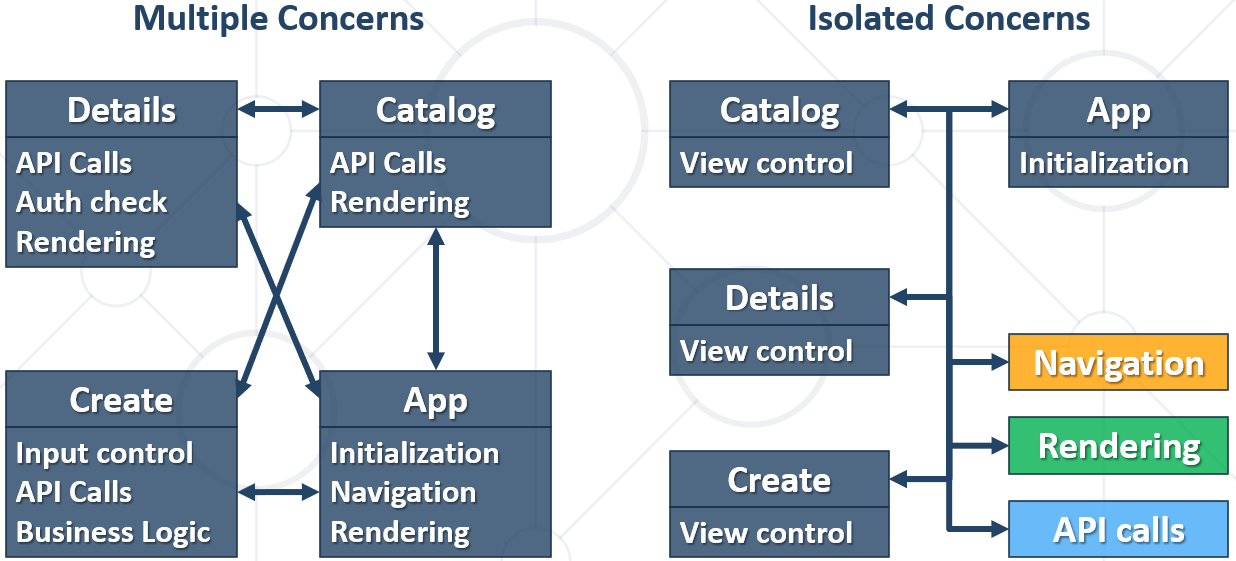 Multiple Concerns
Details
API Calls
Auth check
Rendering
Catalog
API Calls
Rendering
Create
Input control
API Calls
Business Logic
App
Initialization
Navigation
Rendering
Isolated Concerns
Catalog
View control
App
Initialization
Details
View control
Navigation
Rendering
Create
View control
API calls